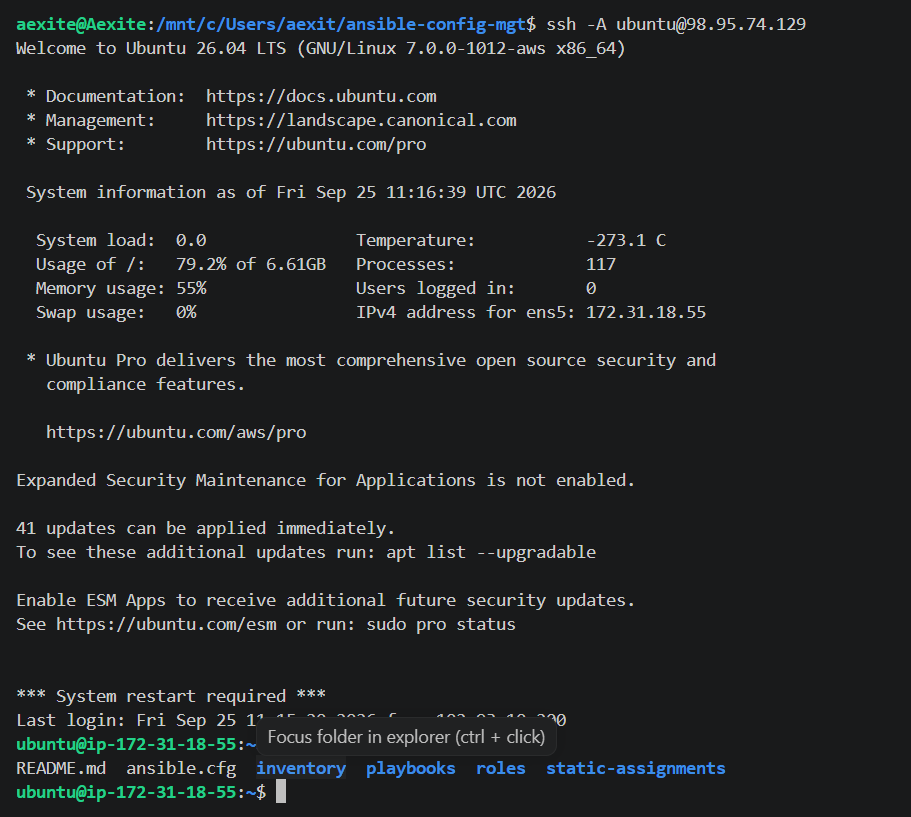 aexite@Aexite:/mnt/c/Users/aexit/ansible-config-mgt$ ssh -A ubuntu@98.95.74.129
Welcome to Ubuntu 26.04 LTS (GNU/Linux 7.0.0-1012-aws x86_64)
* Documentation:  https://docs.ubuntu.com
* Management:     https://landscape.canonical.com
* Support:        https://ubuntu.com/pro
System information as of Fri Sep 25 11:16:39 UTC 2026
System load:  0.0               Temperature:           -273.1 C
Usage of /:   79.2% of 6.61GB   Processes:             117
Memory usage: 55%               Users logged in:       0
Swap usage:   0%                IPv4 address for ens5: 172.31.18.55
* Ubuntu Pro delivers the most comprehensive open source security and
compliance features.
https://ubuntu.com/aws/pro
Expanded Security Maintenance for Applications is not enabled.
41 updates can be applied immediately.
To see these additional updates run: apt list --upgradable
Enable ESM Apps to receive additional future security updates.
See https://ubuntu.com/esm or run: sudo pro status
*** System restart required ***
Last login: Fri Sep 25
ubuntu@ip-172-31-18-55:~
Focus folder in explorer (ctrl + click)
README.md  ansible.cfg  inventory  playbooks  roles  static-assignments
ubuntu@ip-172-31-18-55:~$